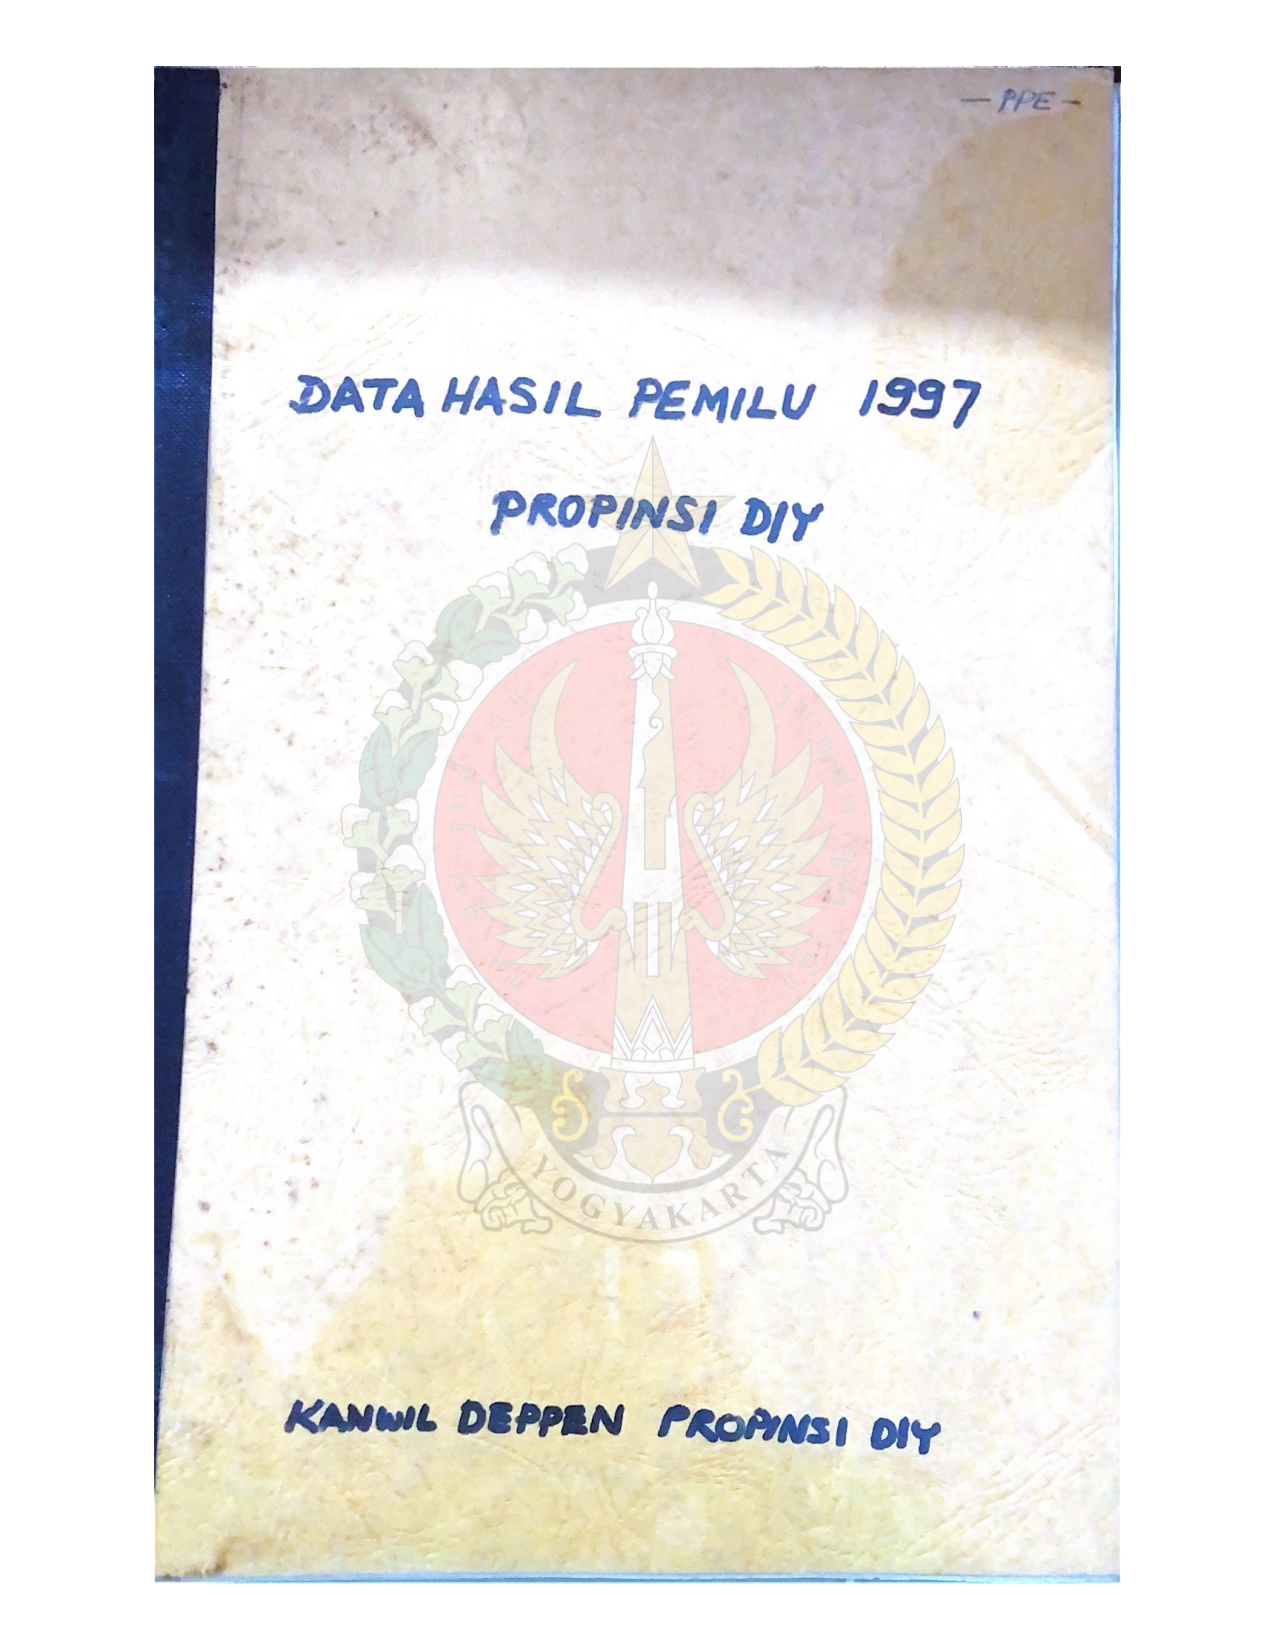 - PPE -
DATA HASIL PEMILU 1997
PROPINSI DIY
YOGYAKARTA
KANWIL DEPPEN PROPINSI DIY